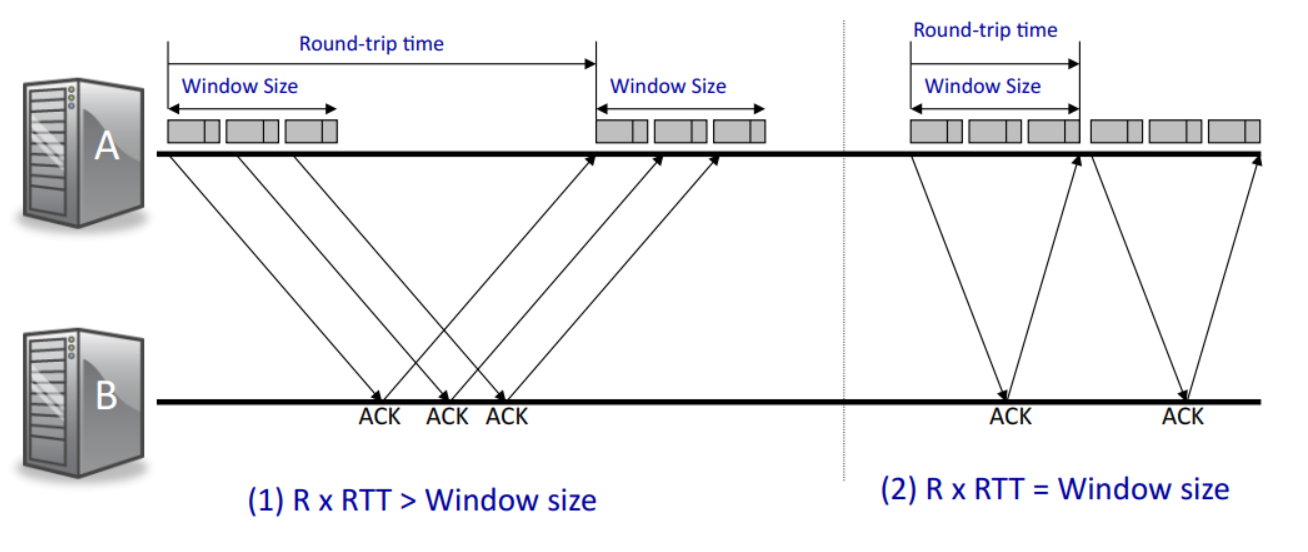 Round-trip time
Window Size
Window Size
A
B
ACK
ACK
ACK
(1) R x RTT > Window size
Round-trip time
Window Size
ACK
ACK
(2) R x RTT = Window size